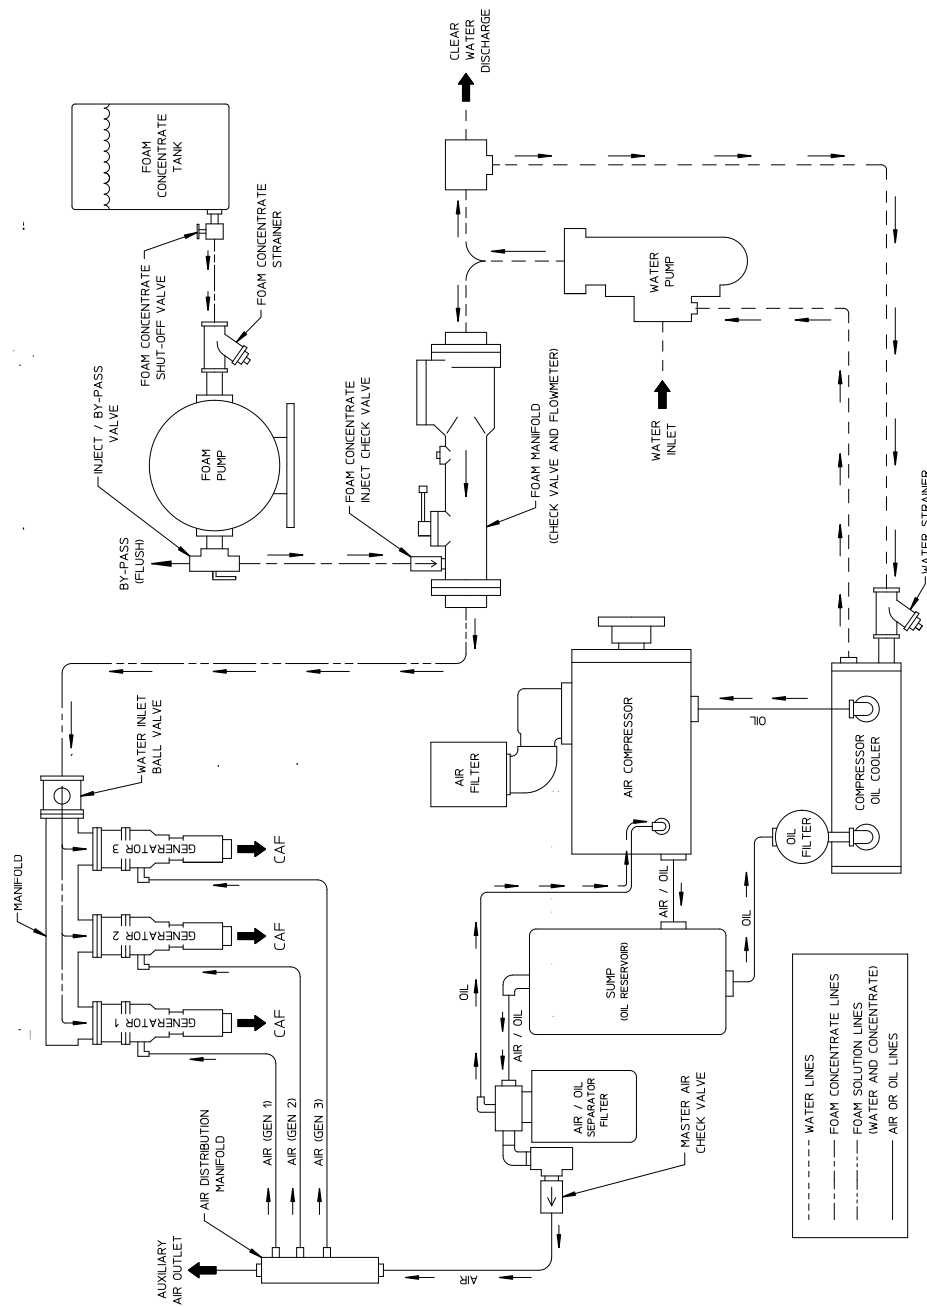 CLEAR
WATER
DISCHARGE
FOAM
CONCENTRATE
TANK
FOAM CONCENTRATE
STRAINER
FOAM CONCENTRATE
SHUT-OFF VALVE
INJECT / BY-PASS
VALVE
FOAM
PUMP
BY-PASS
(FLUSH)
FOAM CONCENTRATE
INJECT CHECK VALVE
FOAM MANIFOLD
(CHECK VALVE AND FLOWMETER)
WATER
PUMP
WATER
INLET
WATER STRAINER
WATER INLET
BALL VALVE
MANIFOLD
GENERATOR 3
CAF
GENERATOR 2
CAF
GENERATOR 1
CAF
AIR
FILTER
AIR COMPRESSOR
OIL
COMPRESSOR
OIL COOLER
OIL
FILTER
AIR / OIL
OIL
SUMP
(OIL RESERVOIR)
OIL
AIR / OIL
AIR / OIL
SEPARATOR
FILTER
MASTER AIR
CHECK VALVE
AIR (GEN 1)
AIR (GEN 2)
AIR (GEN 3)
AIR DISTRIBUTION
MANIFOLD
AUXILIARY
AIR OUTLET
AIR
WATER LINES
FOAM CONCENTRATE LINES
FOAM SOLUTION LINES
(WATER AND CONCENTRATE)
AIR OR OIL LINES